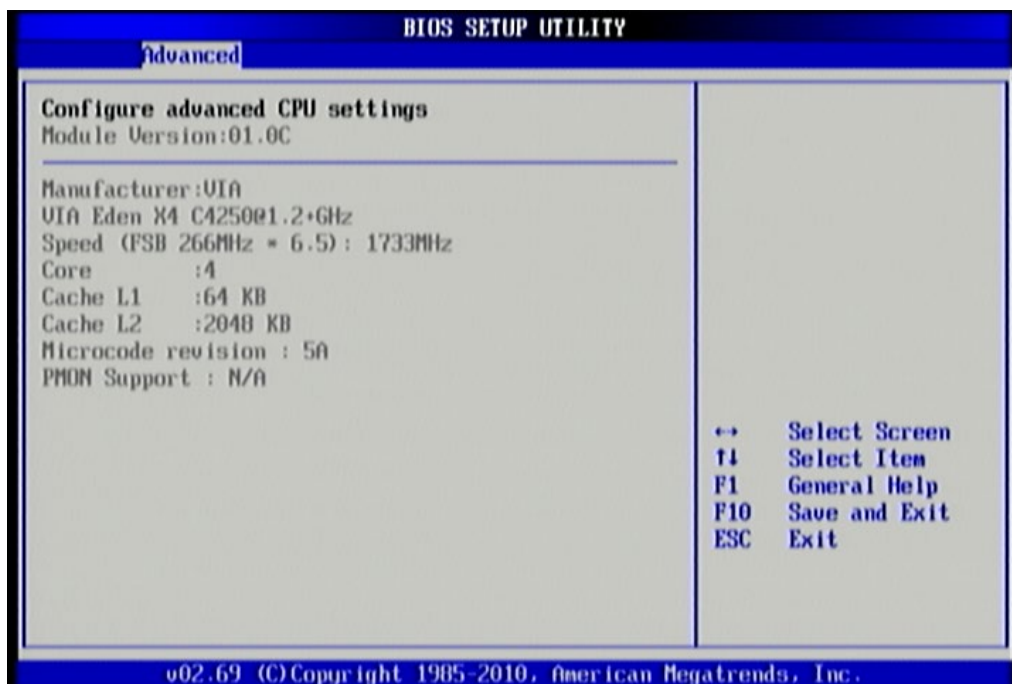 BIOS SETUP UTILITY
Advanced
Configure advanced CPU settings
Module Version:01.0C
Manufacturer:VIA
VIA Eden X4 C4250@1.2+GHz
Speed (FSB 266MHz * 6.5): 1733MHz
Core :4
Cache L1 :64 KB
Cache L2 :2048 KB
Microcode revision : 5A
PMON Support : N/A
↔ Select Screen
↑↓ Select Item
F1 General Help
F10 Save and Exit
ESC Exit
v02.69 (C)Copyright 1985-2010, American Megatrends, Inc.